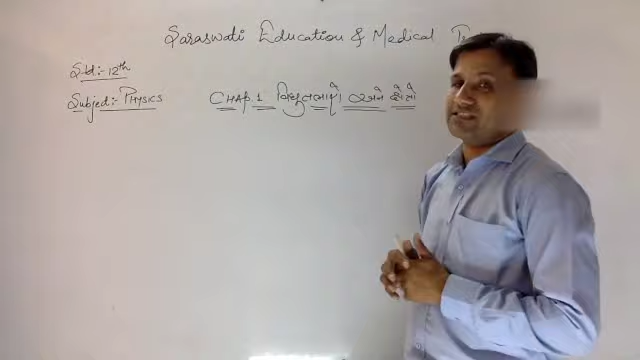 Saraswati Education & Medical
Std:- 12th
Subject:- PHYSICS
CHAP. 1 વિદ્યુતભારો અને ક્ષેત્રો